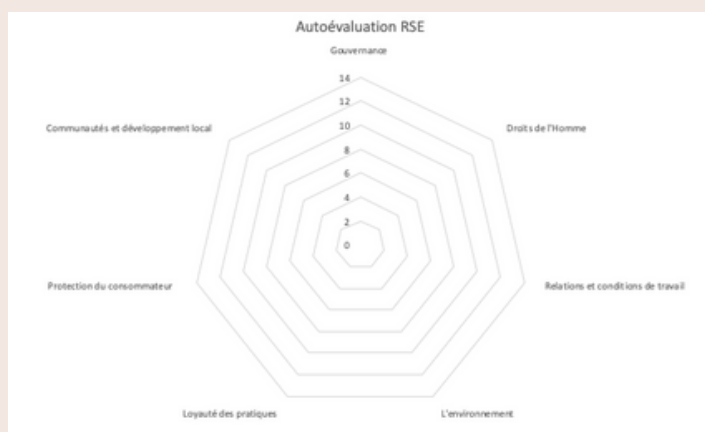 Autoévaluation RSE
Gouvernance
14
12
10
8
6
4
2
0
Communautés et développement local
Droits de l'Homme
Protection du consommateur
Relations et conditions de travail
Loyauté des pratiques
L'environnement